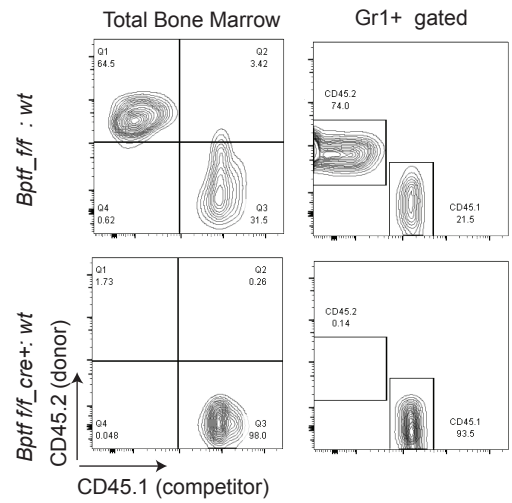 Total Bone Marrow
Gr1+ gated
Bptf_f/f : wt
Q1
64.5
Q2
3.42
Q4
0.62
Q3
31.5
CD45.2
74.0
CD45.1
21.5
Bptf f/f_cre+: wt
Q1
1.73
Q2
0.26
Q4
0.048
Q3
98.0
CD45.2
0.14
CD45.1
93.5
CD45.2 (donor)
CD45.1 (competitor)